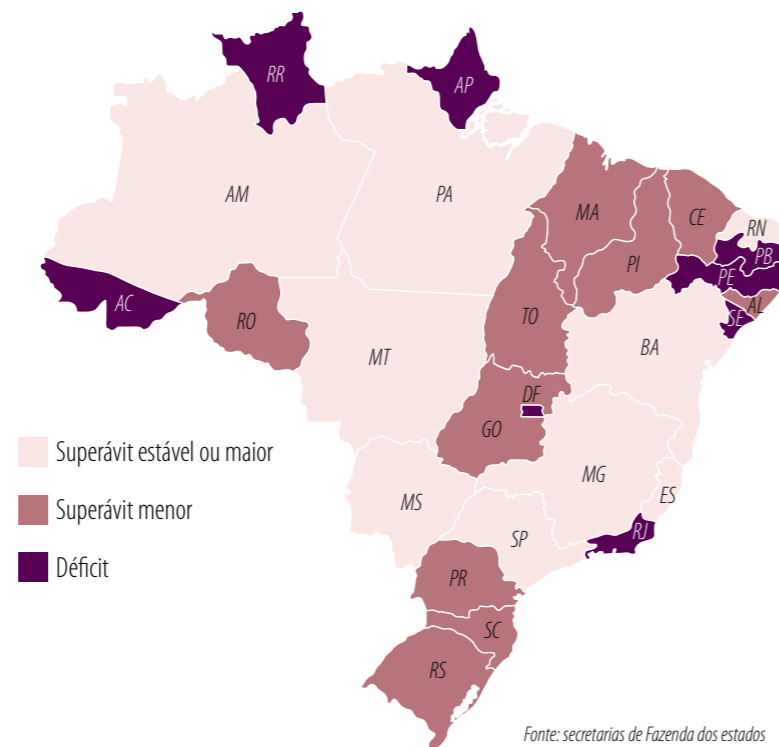 RR
AP
AM
PA
MA
CE
RN
PB
PI
PE
AC
AL
RO
TO
SE
MT
BA
DF
GO
Superávit estável ou maior
MG
ES
MS
Superávit menor
RJ
SP
Déficit
PR
SC
RS
Fonte: secretarias de Fazenda dos estados